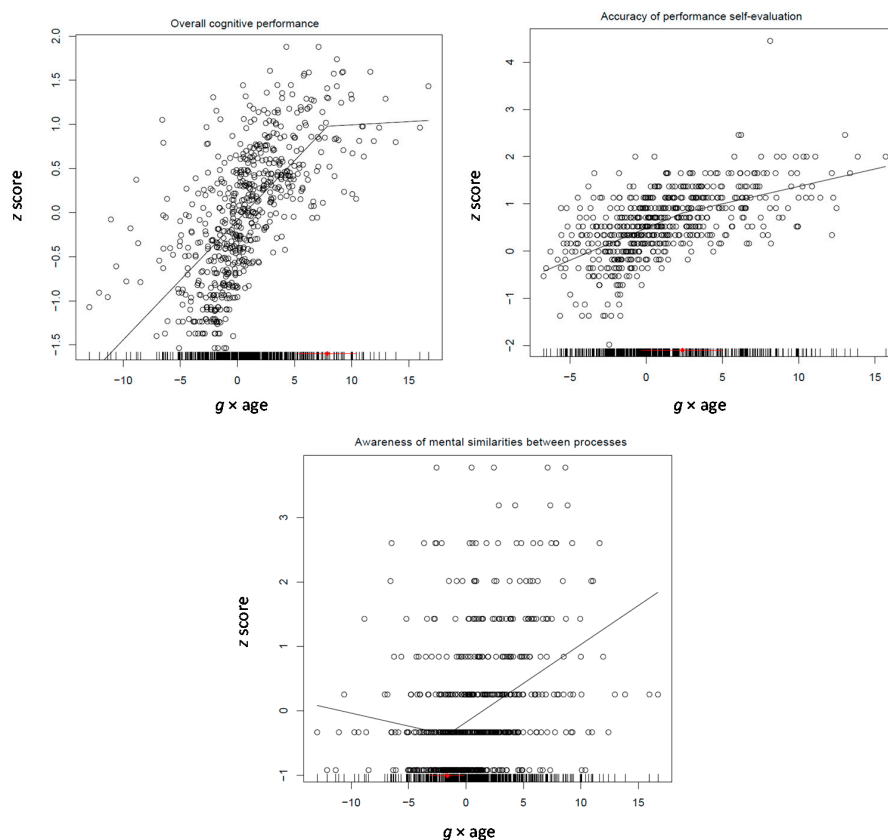 Overall cognitive performance
2.0
1.5
1.0
0.5
0.0
−0.5
−1.0
−1.5
z score
−10 −5 0 5 10 15
g × age
Accuracy of performance self-evaluation
4
3
2
1
0
−1
−2
z score
−5 0 5 10 15
g × age
Awareness of mental similarities between processes
3
2
1
0
−1
z score
−10 −5 0 5 10 15
g × age